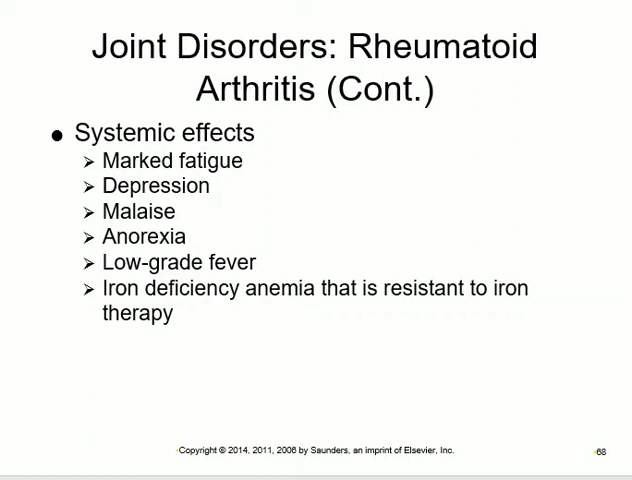 Joint Disorders: Rheumatoid
Arthritis (Cont.)
● Systemic effects
➢ Marked fatigue
➢ Depression
➢ Malaise
➢ Anorexia
➢ Low-grade fever
➢ Iron deficiency anemia that is resistant to iron
therapy
Copyright © 2014, 2011, 2006 by Saunders, an imprint of Elsevier, Inc.
68